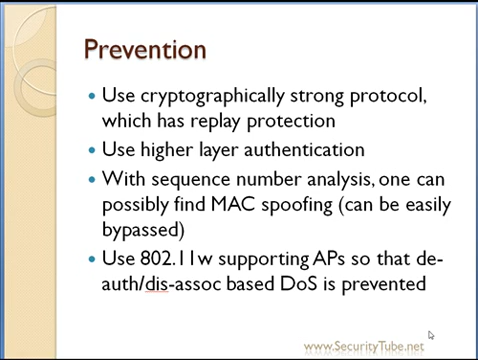 Prevention
Use cryptographically strong protocol,
which has replay protection
Use higher layer authentication
With sequence number analysis, one can
possibly find MAC spoofing (can be easily
bypassed)
Use 802.11w supporting APs so that de-
auth/dis-assoc based DoS is prevented
www.SecurityTube.net